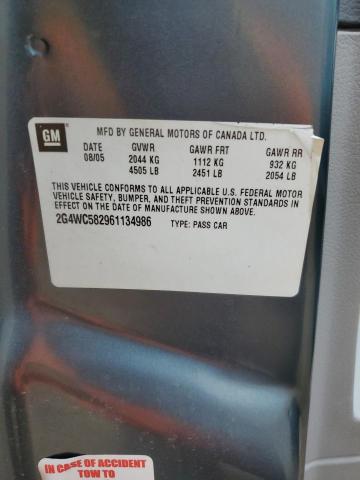 GM
MFD BY GENERAL MOTORS OF CANADA LTD.
DATE GVWR GAWR FRT GAWR RR
08/05 2044 KG 1112 KG 932 KG
4505 LB 2451 LB 2054 LB
THIS VEHICLE CONFORMS TO ALL APPLICABLE U.S. FEDERAL MOTOR
VEHICLE SAFETY, BUMPER, AND THEFT PREVENTION STANDARDS IN
EFFECT ON THE DATE OF MANUFACTURE SHOWN ABOVE.
2G4WC582961134986 TYPE: PASS CAR
IN CASE OF ACCIDENT
TOW TO